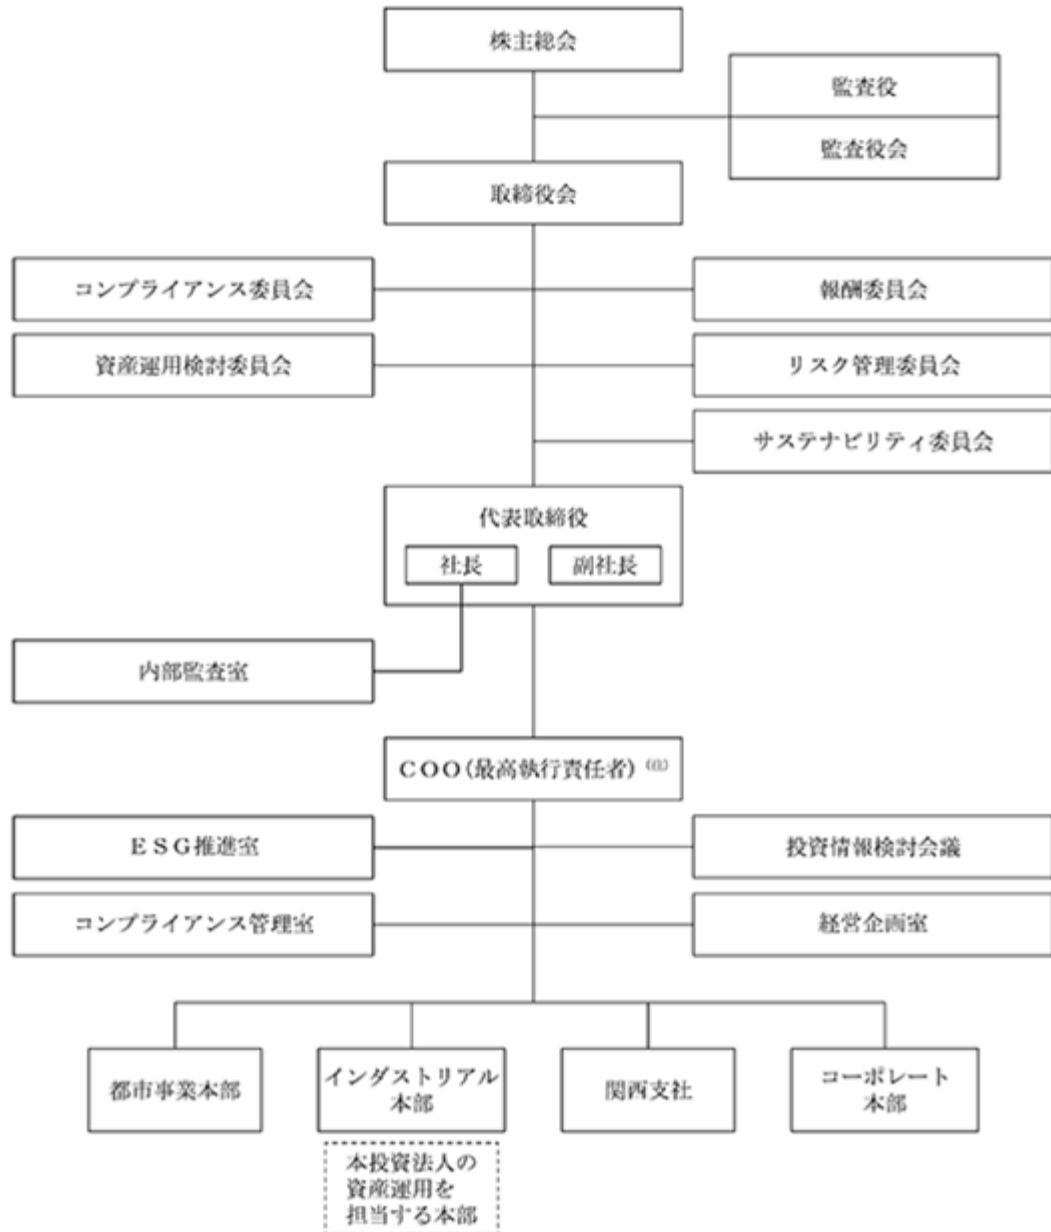 株主総会
監査役
監査役会
取締役会
コンプライアンス委員会
報酬委員会
資産運用検討委員会
リスク管理委員会
サステナビリティ委員会
代表取締役
社長
副社長
内部監査室
COO(最高執行責任者)(注)
ESG推進室
投資情報検討会議
コンプライアンス管理室
経営企画室
都市事業本部
インダストリアル
本部
関西支社
コーポレート
本部
本投資法人の
資産運用を
担当する本部